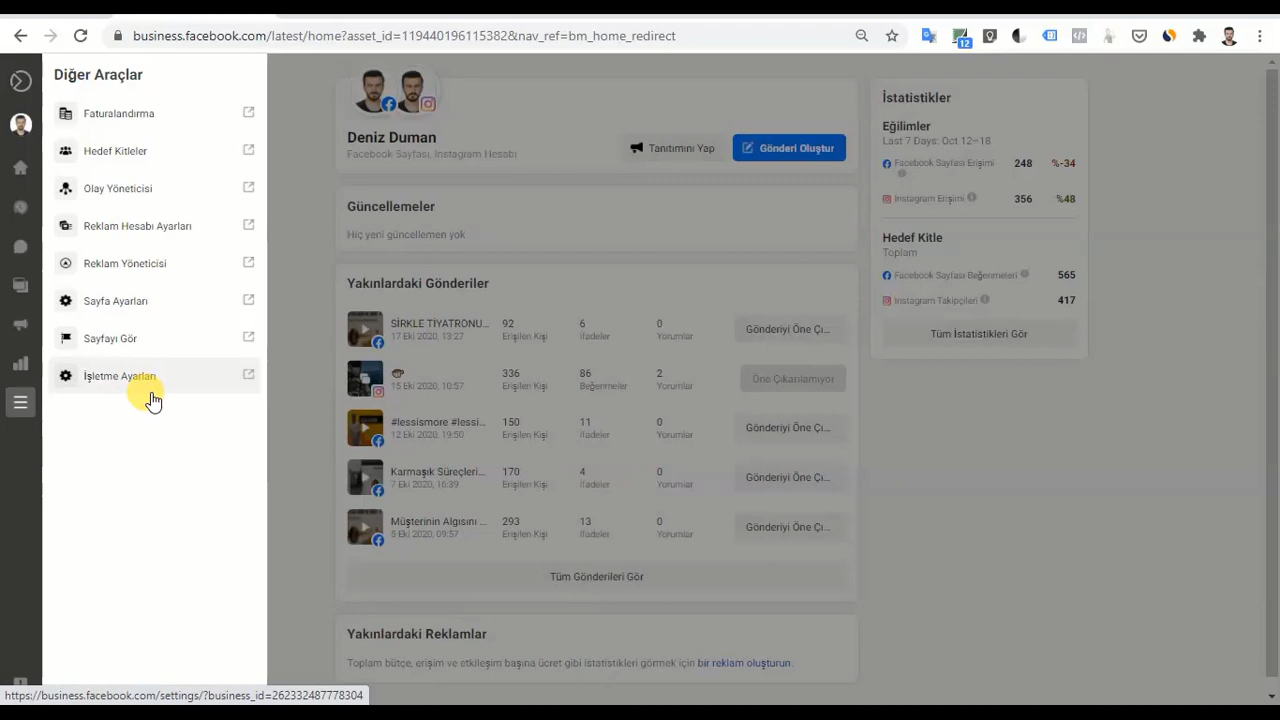 business.facebook.com/latest/home?asset_id=119440196115382&nav_ref=bm_home_redirect
12
Diğer Araçlar
Faturalandırma
Hedef Kitleler
Olay Yöneticisi
Reklam Hesabı Ayarları
Reklam Yöneticisi
Sayfa Ayarları
Sayfayı Gör
İşletme Ayarları
Deniz Duman
Facebook Sayfası, Instagram Hesabı
Tanıtımını Yap
Gönderi Oluştur
Güncellemeler
Hiç yeni güncellemen yok
Yakınlardaki Gönderiler
SİRKLE TİYATRONU... 92 6 0 Gönderiyi Öne Çı...
17 Eki 2020, 13:27 Erişilen Kişi İfadeler Yorumlar
336 86 2 Öne Çıkarılamıyor
15 Eki 2020, 10:57 Erişilen Kişi Beğenmeler Yorumlar
#lessismore #lessi... 150 11 0 Gönderiyi Öne Çı...
12 Eki 2020, 19:50 Erişilen Kişi İfadeler Yorumlar
Karmaşık Süreçleri... 170 4 0 Gönderiyi Öne Çı...
7 Eki 2020, 16:39 Erişilen Kişi İfadeler Yorumlar
Müşterinin Algısını ... 293 13 0 Gönderiyi Öne Çı...
5 Eki 2020, 09:57 Erişilen Kişi İfadeler Yorumlar
Tüm Gönderileri Gör
Yakınlardaki Reklamlar
Toplam bütçe, erişim ve etkileşim başına ücret gibi istatistikleri görmek için bir reklam oluşturun.
İstatistikler
Eğilimler
Last 7 Days: Oct 12–18
Facebook Sayfası Erişimi 248 %-34
Instagram Erişimi 356 %48
Hedef Kitle
Toplam
Facebook Sayfası Beğenmeleri 565
Instagram Takipçileri 417
Tüm İstatistikleri Gör
https://business.facebook.com/settings/?business_id=262332487778304